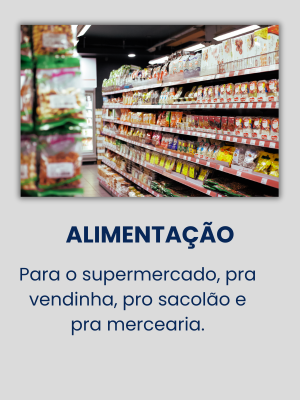 ALIMENTAÇÃO
Para o supermercado, pra
vendinha, pro sacolão e
pra mercearia.